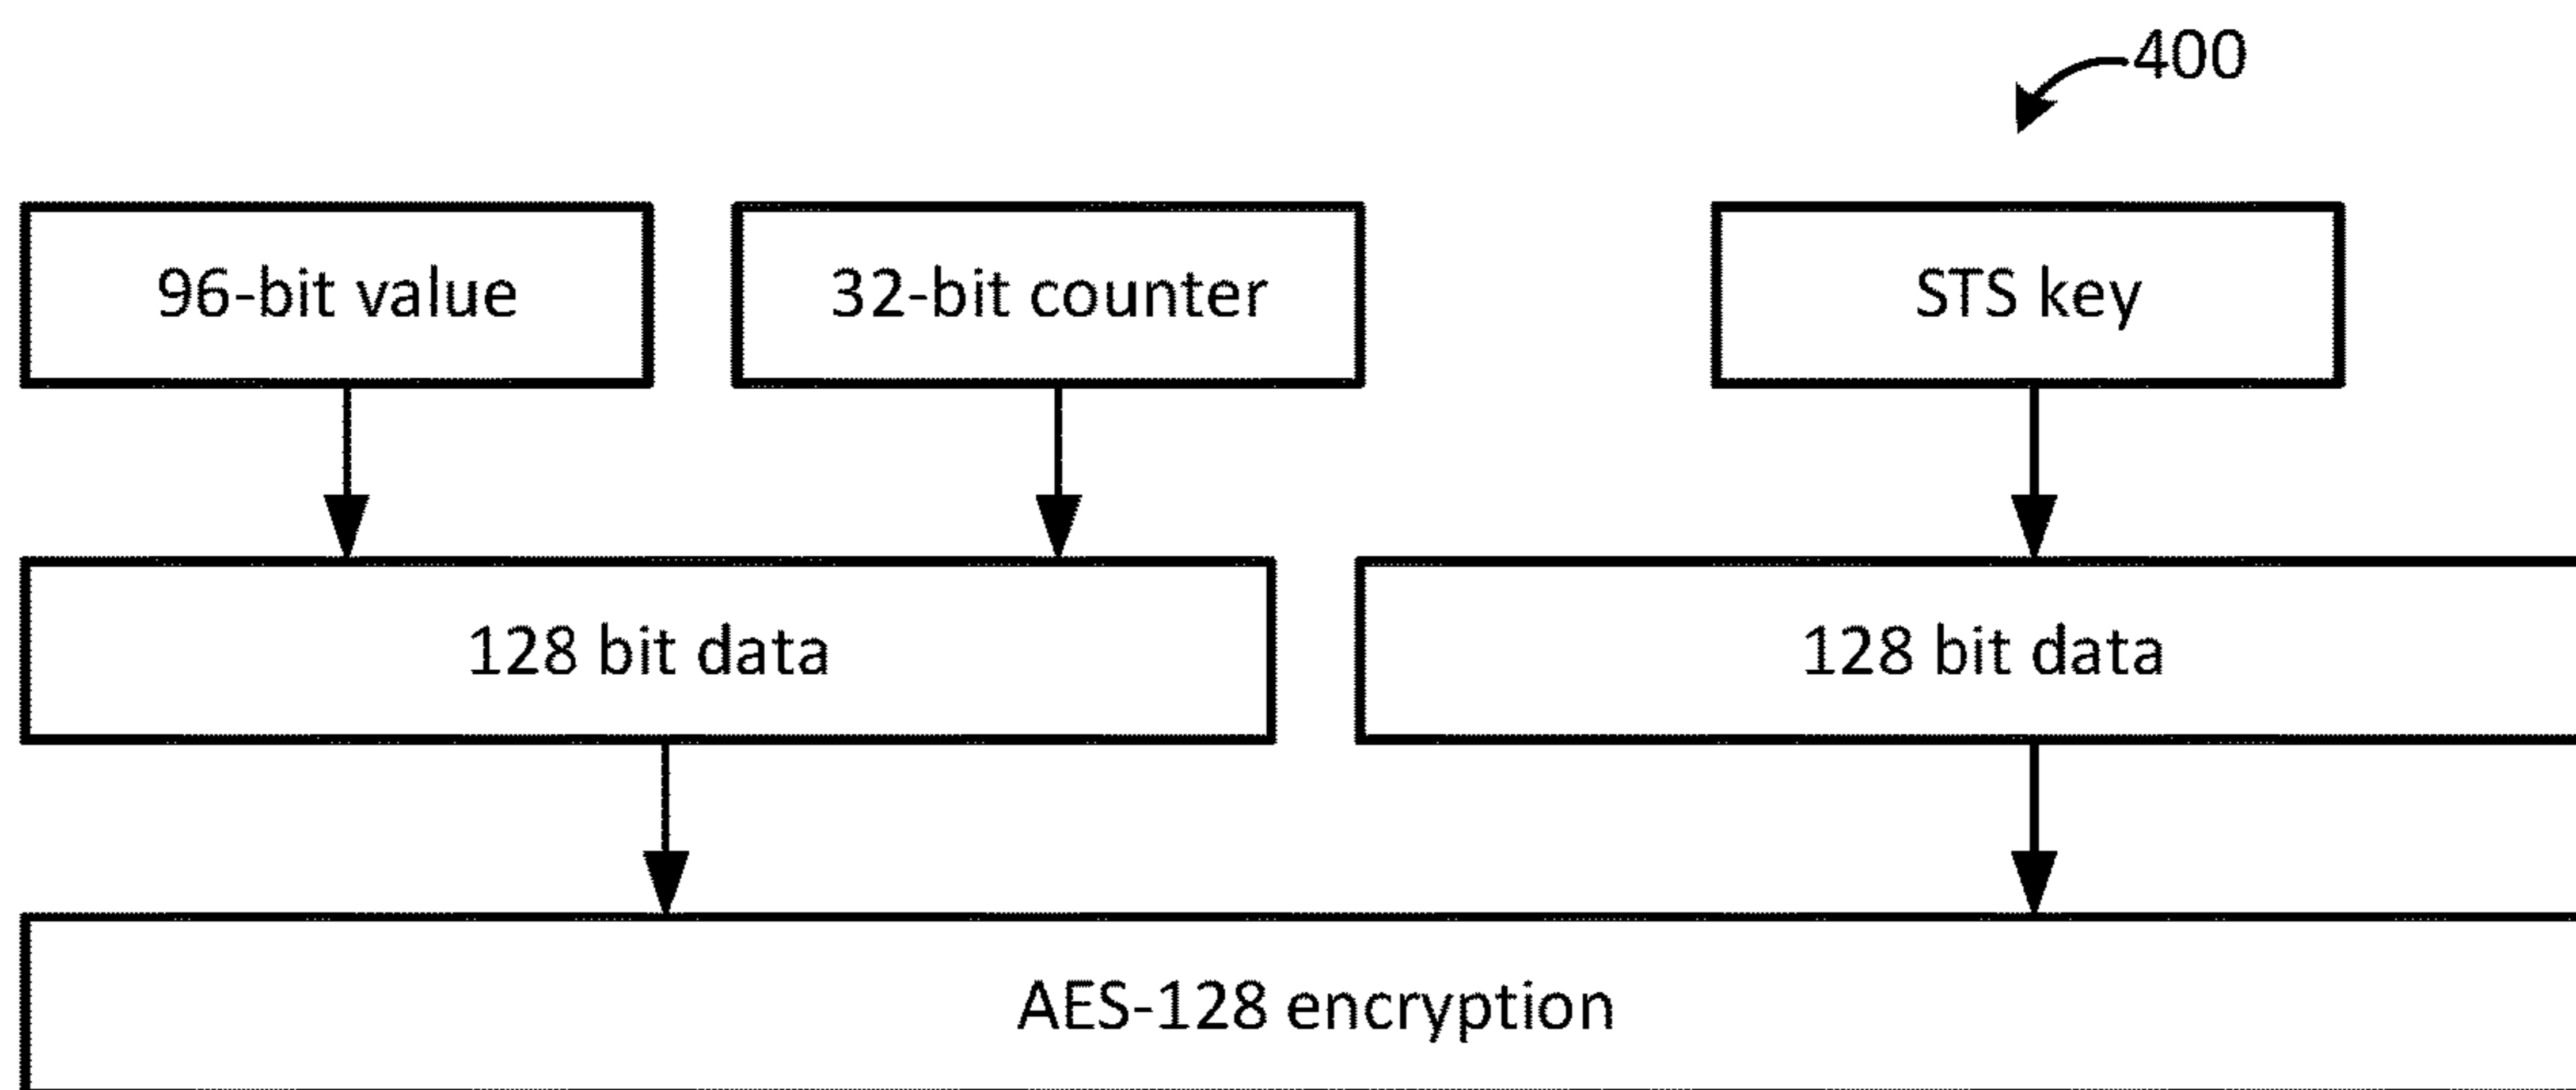 400
96-bit value
32-bit counter
STS key
128 bit data
128 bit data
AES-128 encryption